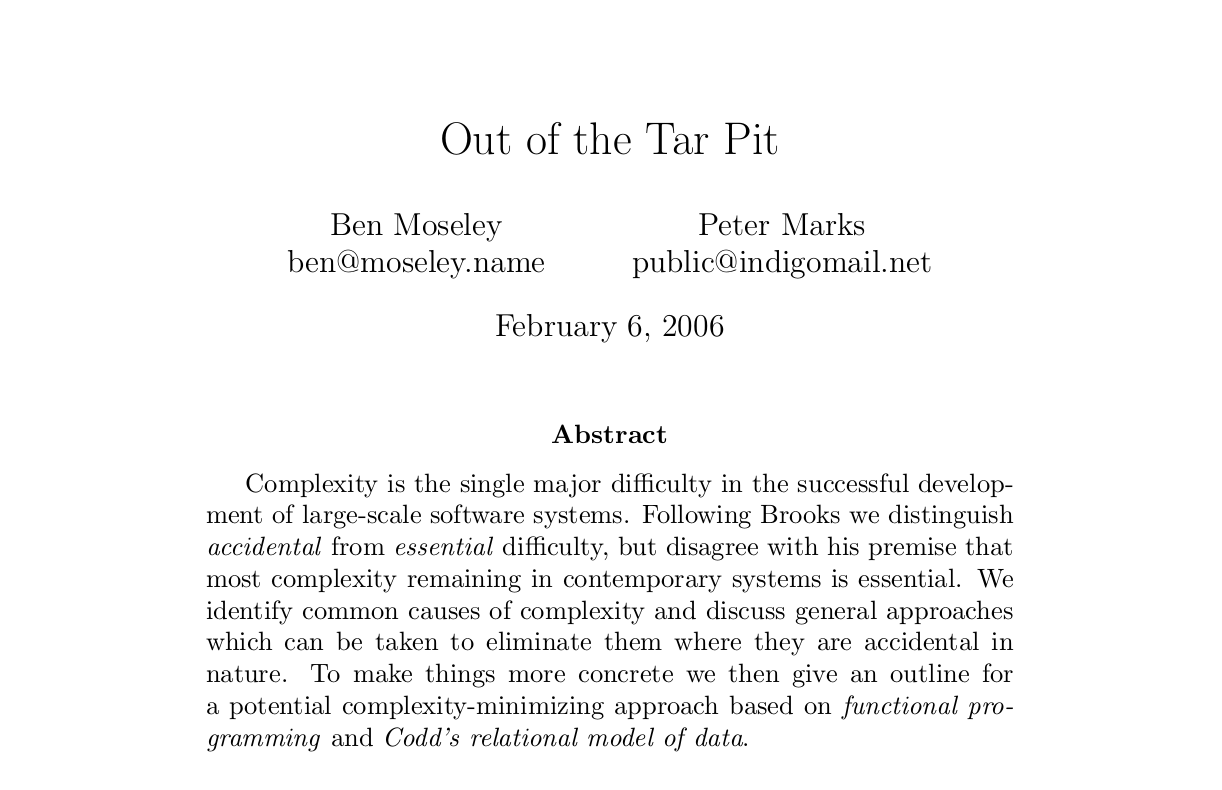 Out of the Tar Pit
Ben Moseley Peter Marks
ben@moseley.name public@indigomail.net
February 6, 2006
Abstract
Complexity is the single major difficulty in the successful develop-
ment of large-scale software systems. Following Brooks we distinguish
accidental from essential difficulty, but disagree with his premise that
most complexity remaining in contemporary systems is essential. We
identify common causes of complexity and discuss general approaches
which can be taken to eliminate them where they are accidental in
nature. To make things more concrete we then give an outline for
a potential complexity-minimizing approach based on functional pro-
gramming and Codd's relational model of data.